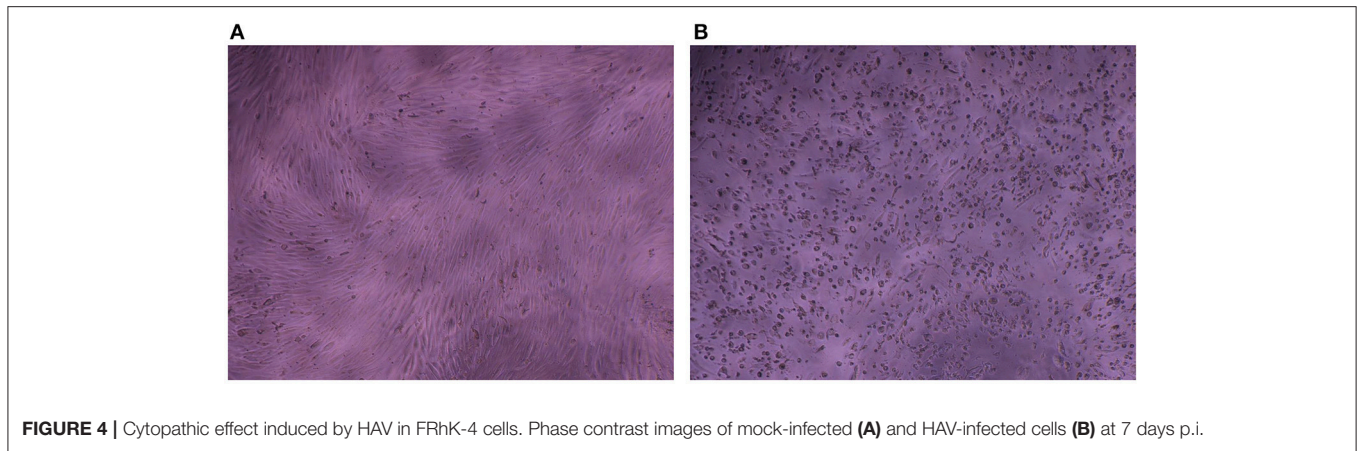 A
B
FIGURE 4 | Cytopathic effect induced by HAV in FRhK-4 cells. Phase contrast images of mock-infected (A) and HAV-infected cells (B) at 7 days p.i.